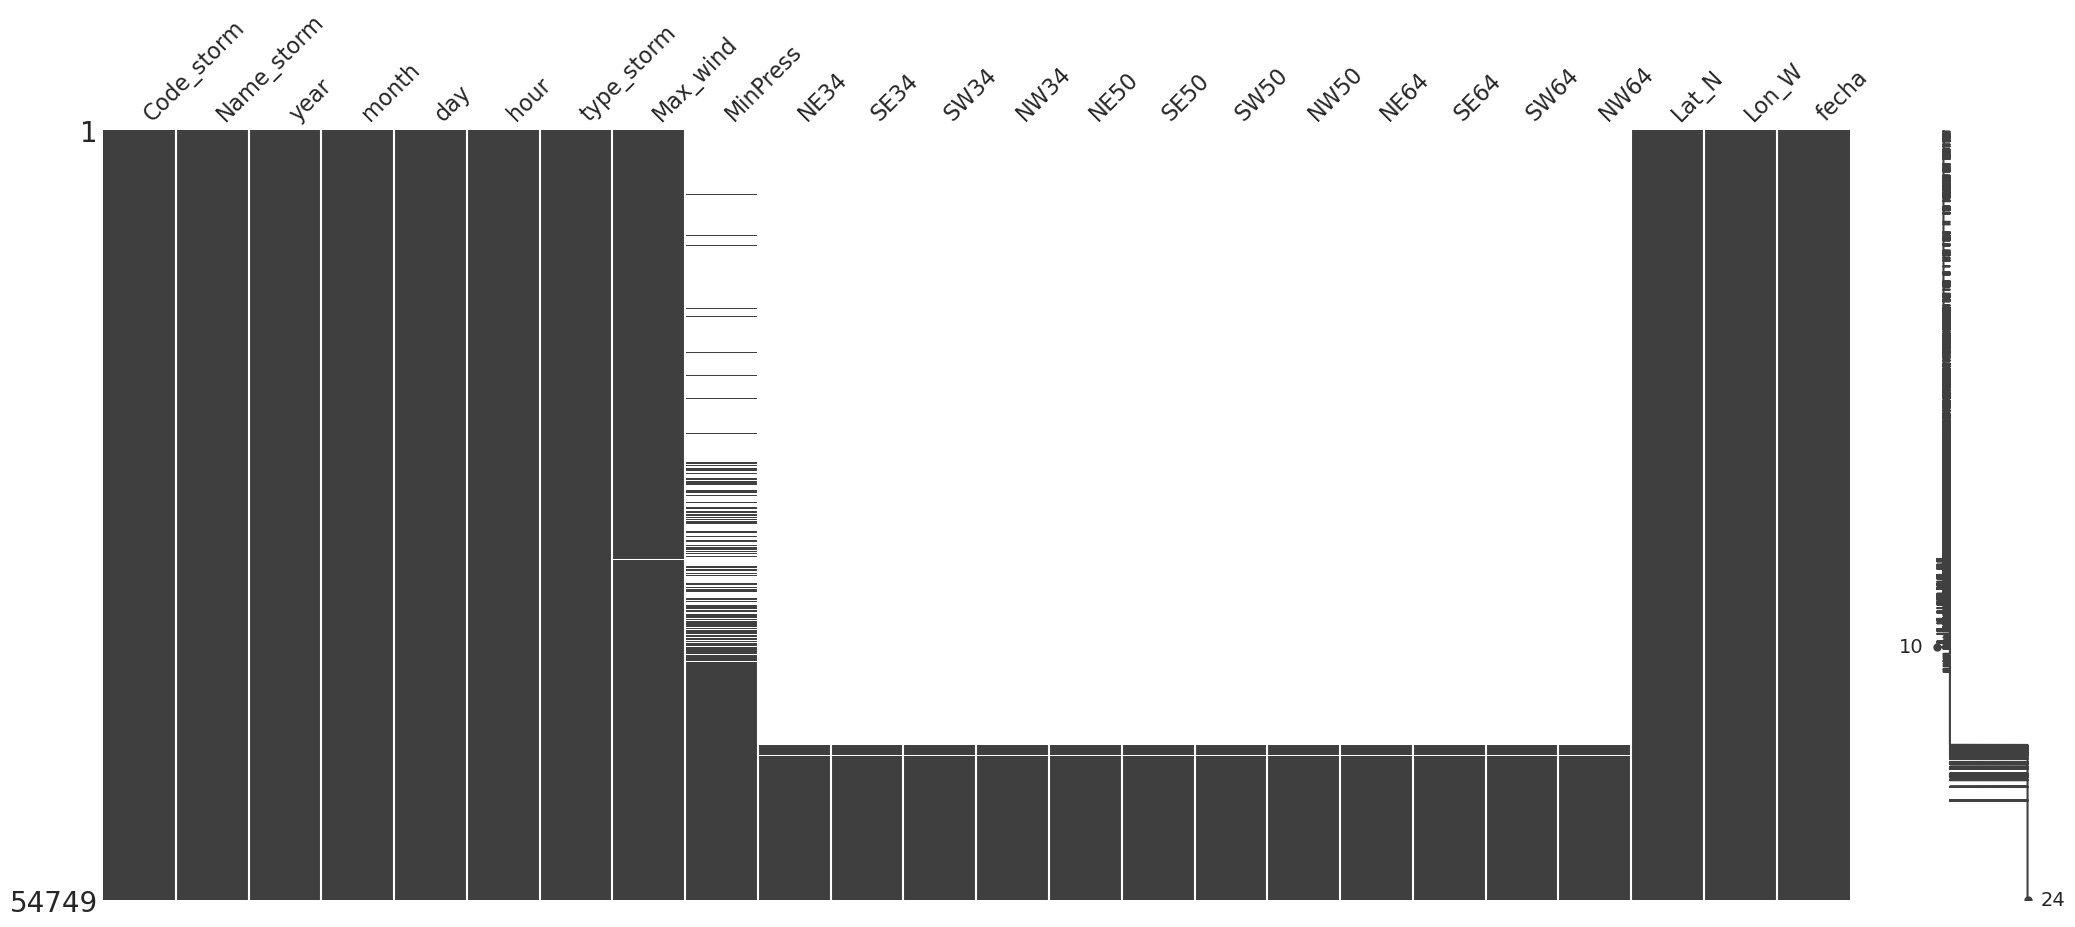 Code_storm
Name_storm
year
month
day
hour
type_storm
Max_wind
MinPress
NE34
SE34
SW34
NW34
NE50
SE50
SW50
NW50
NE64
SE64
SW64
NW64
Lat_N
Lon_W
fecha
1
10
54749
24